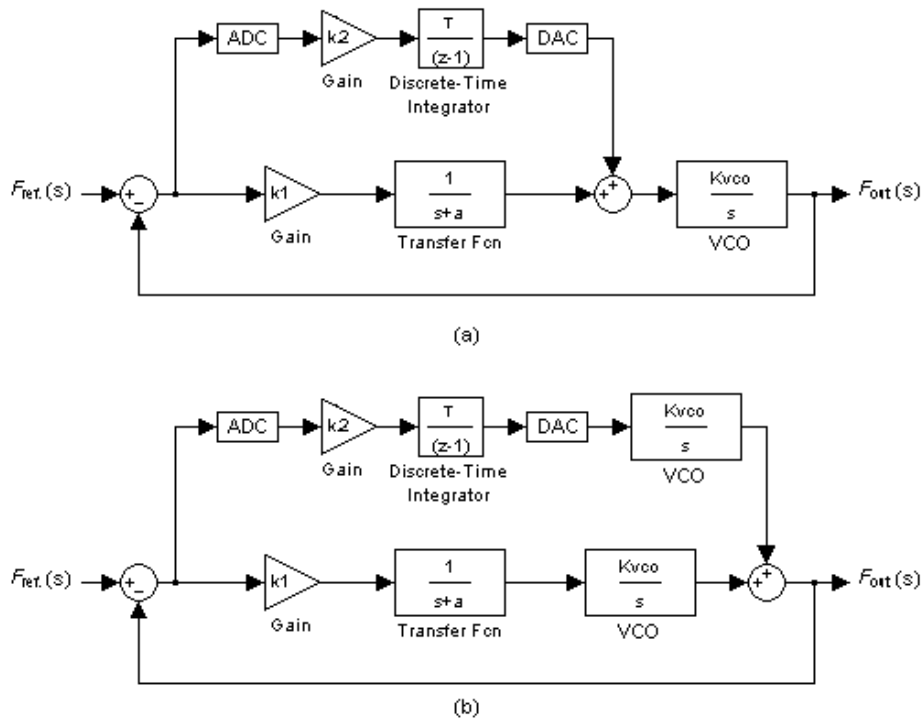 ADC
k2
Gain
T
(z-1)
Discrete-Time
Integrator
DAC
Fref.(s)
+
−
k1
Gain
1
s+a
Transfer Fcn
+
+
Kvco
s
VCO
Fout(s)
(a)
ADC
k2
Gain
T
(z-1)
Discrete-Time
Integrator
DAC
Kvco
s
VCO
Fref.(s)
+
−
k1
Gain
1
s+a
Transfer Fcn
Kvco
s
VCO
+
+
Fout(s)
(b)